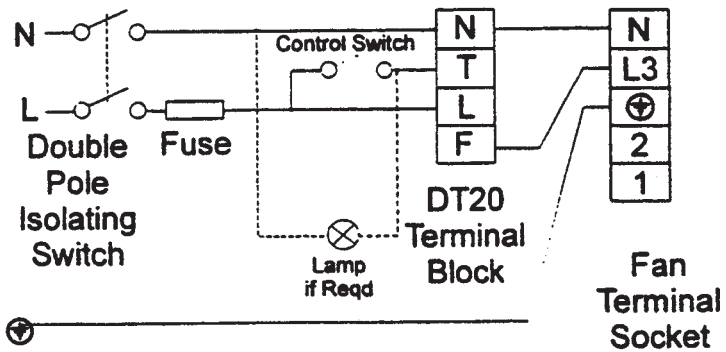 N
Control Switch
N
N
T
L3
L
L
Fuse
F
2
1
Double
Pole
Isolating
Switch
DT20
Terminal
Block
Lamp
if Reqd
Fan
Terminal
Socket